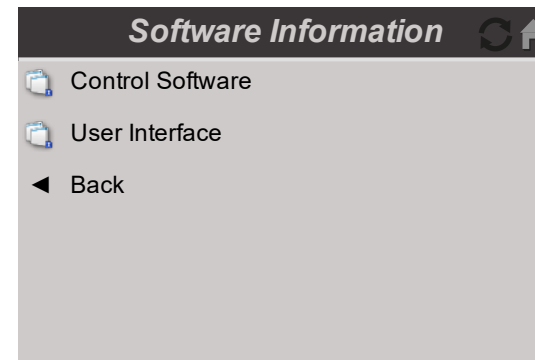 Software Information
Control Software
User Interface
Back